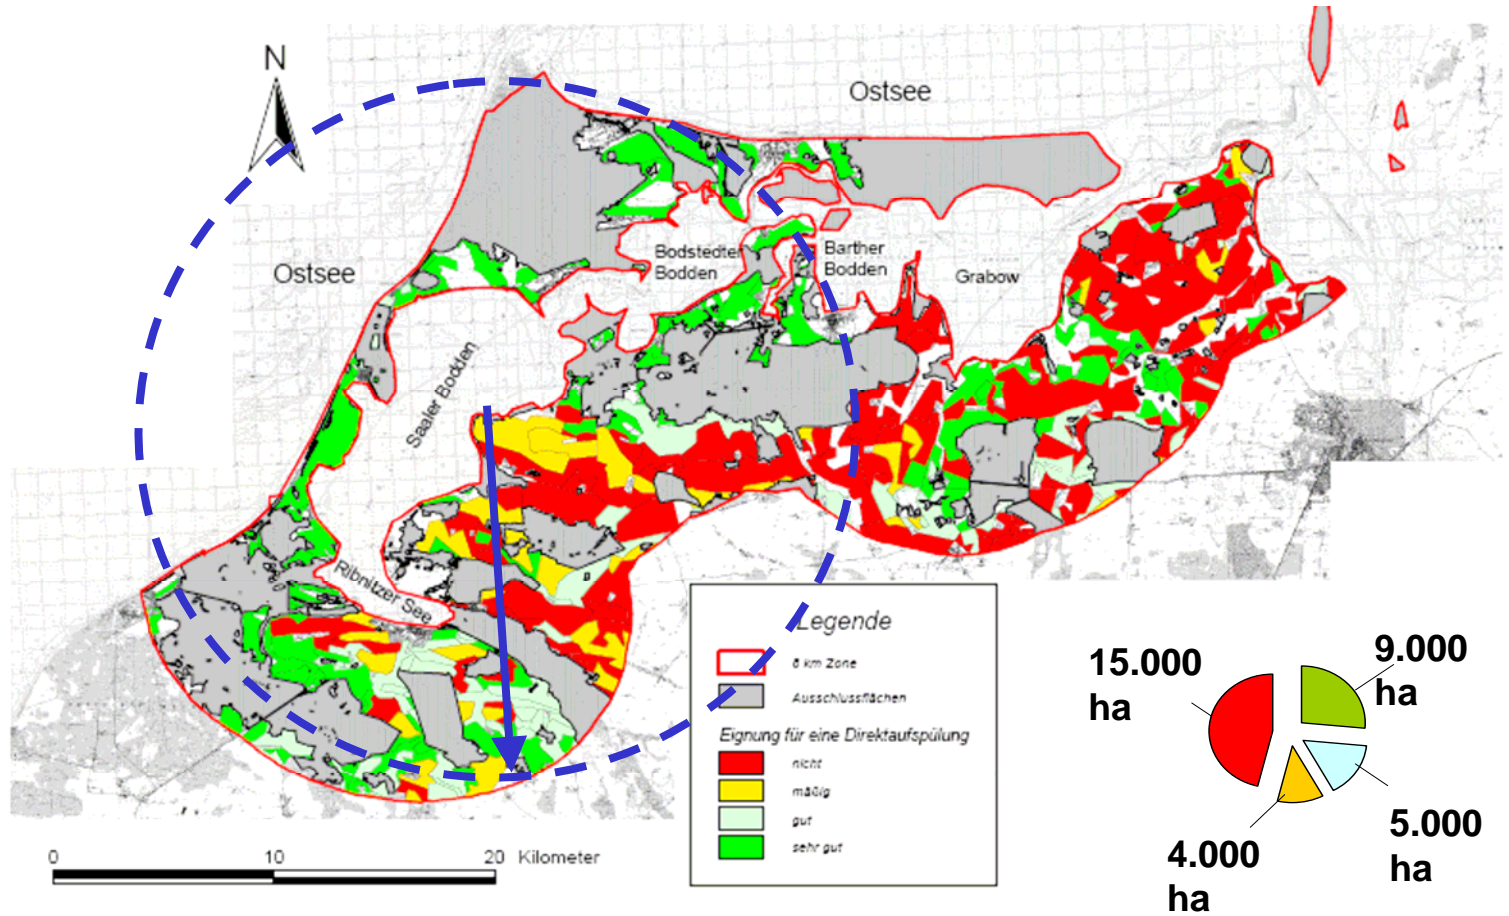 N
Ostsee
Ostsee
Bodstedter
Bodden
Barther
Bodden
Grabow
Saaler Bodden
Ribnitzer See
Legende
8 km Zone
Ausschlussflächen
Eignung für eine Direktaufspülung
nicht
mäßig
gut
sehr gut
15.000
ha
9.000
ha
5.000
ha
4.000
ha
0 10 20 Kilometer